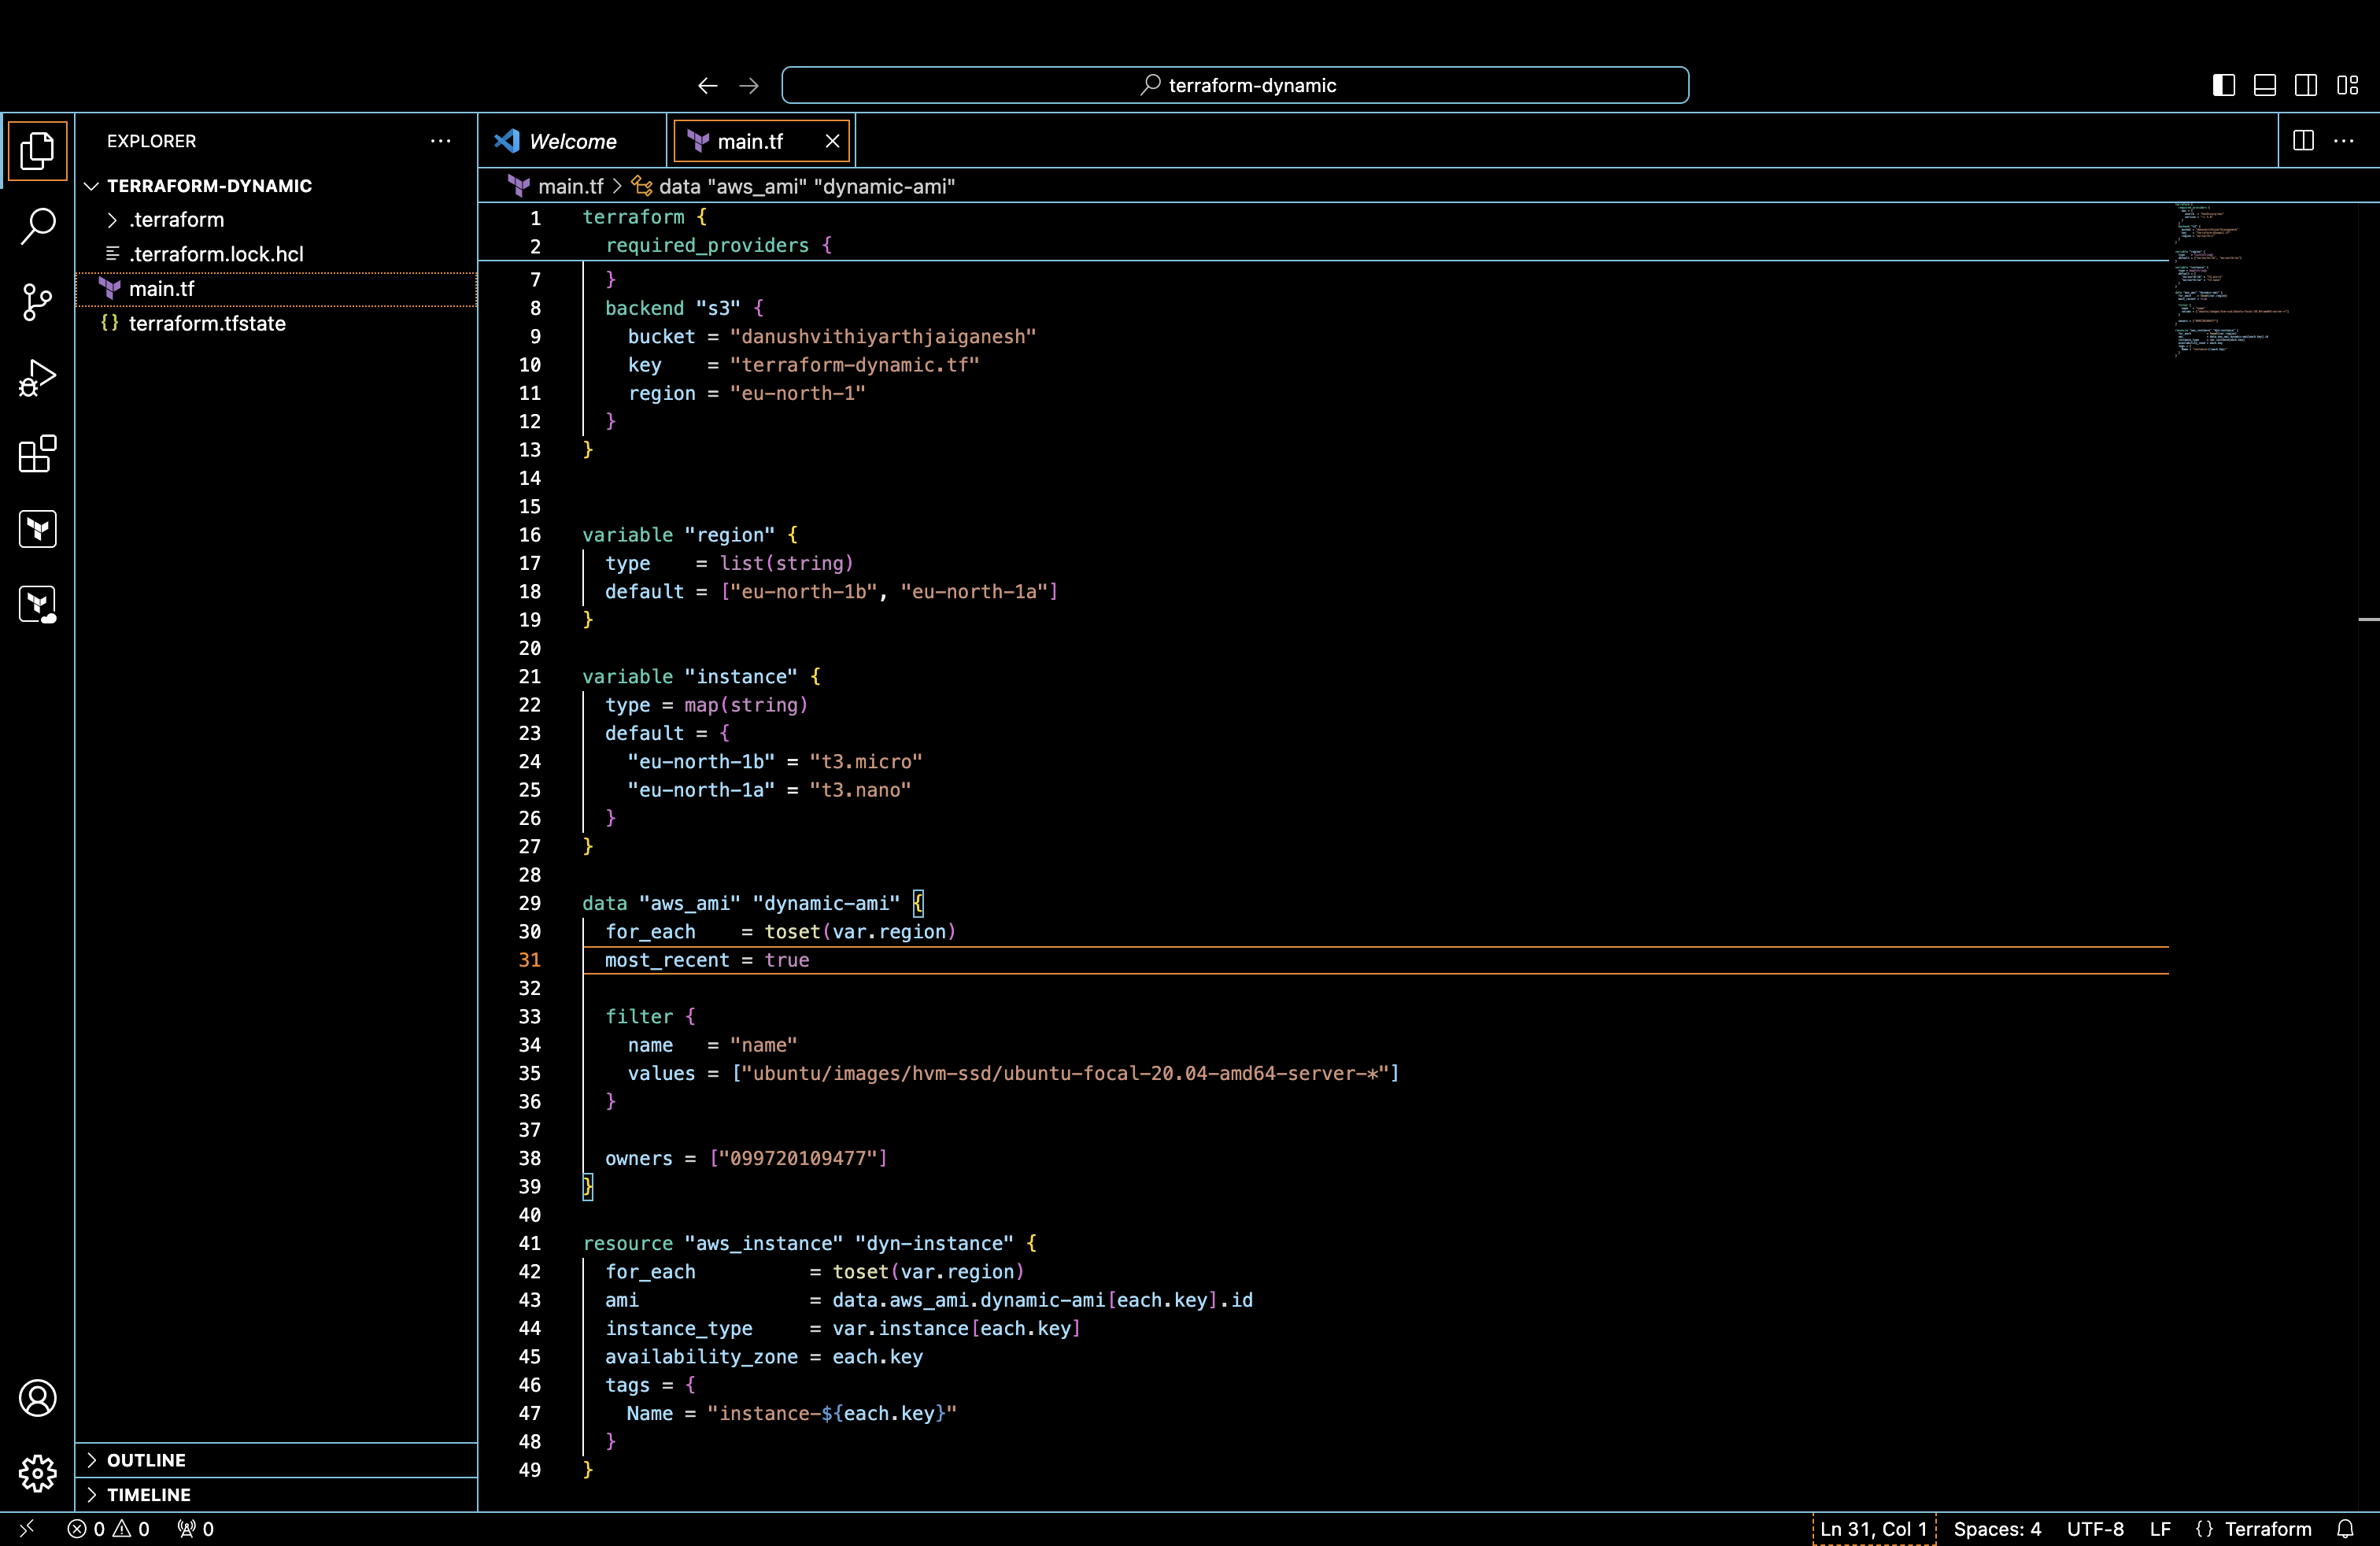 terraform-dynamic
EXPLORER
TERRAFORM-DYNAMIC
.terraform
.terraform.lock.hcl
main.tf
terraform.tfstate
OUTLINE
TIMELINE
Welcome
main.tf
main.tf > data "aws_ami" "dynamic-ami"
1 terraform {
2 required_providers {
7 }
8 backend "s3" {
9 bucket = "danushvithiyarthjaiganesh"
10 key = "terraform-dynamic.tf"
11 region = "eu-north-1"
12 }
13 }
14
15
16 variable "region" {
17 type = list(string)
18 default = ["eu-north-1b", "eu-north-1a"]
19 }
20
21 variable "instance" {
22 type = map(string)
23 default = {
24 "eu-north-1b" = "t3.micro"
25 "eu-north-1a" = "t3.nano"
26 }
27 }
28
29 data "aws_ami" "dynamic-ami" {
30 for_each = toset(var.region)
31 most_recent = true
32
33 filter {
34 name = "name"
35 values = ["ubuntu/images/hvm-ssd/ubuntu-focal-20.04-amd64-server-*"]
36 }
37
38 owners = ["099720109477"]
39 }
40
41 resource "aws_instance" "dyn-instance" {
42 for_each = toset(var.region)
43 ami = data.aws_ami.dynamic-ami[each.key].id
44 instance_type = var.instance[each.key]
45 availability_zone = each.key
46 tags = {
47 Name = "instance-${each.key}"
48 }
49 }
0 0 0 Ln 31, Col 1 Spaces: 4 UTF-8 LF {} Terraform